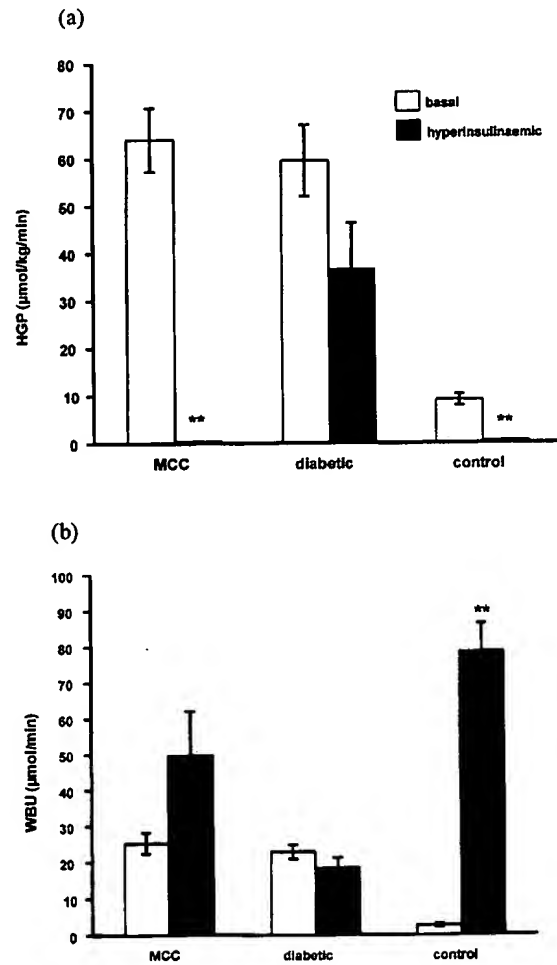 (a)
80
70
60
50
40
30
20
10
0
HGP (µmol/kg/min)
basal
hyperinsulinaemic
**
**
MCC diabetic control
(b)
100
90
80
70
60
50
40
30
20
10
0
WBU (µmol/min)
**
MCC diabetic control